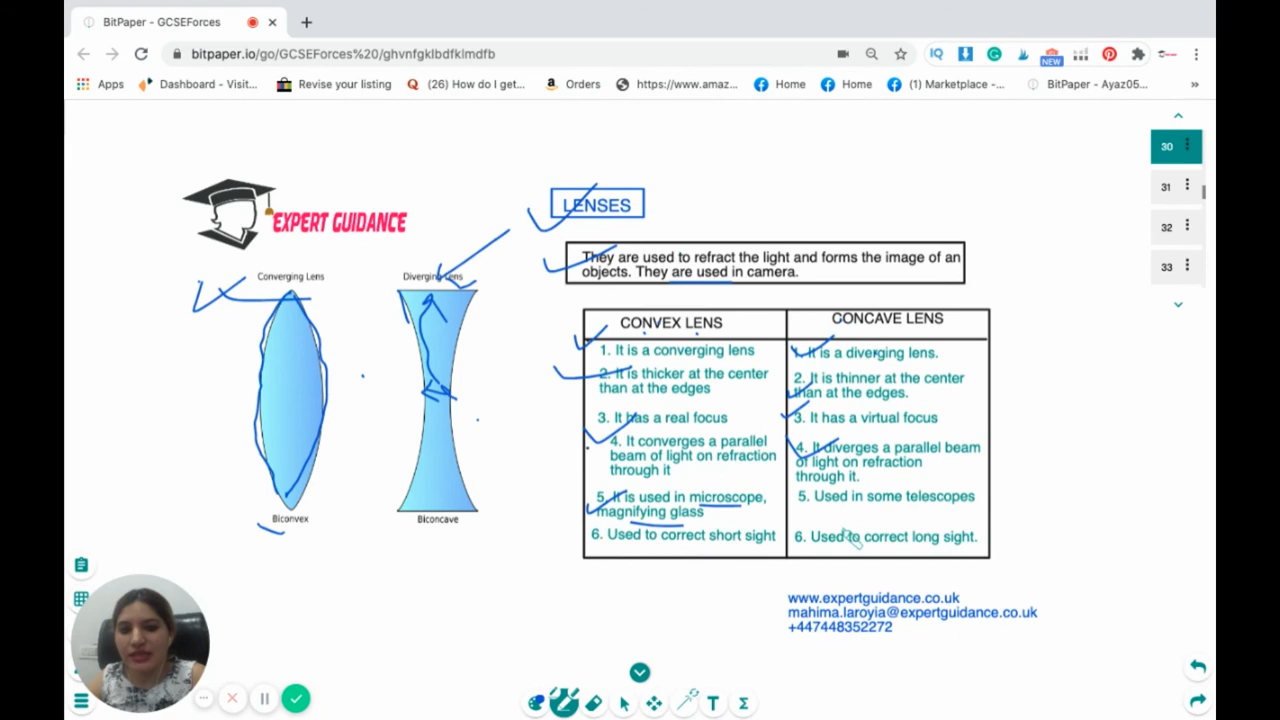 BitPaper - GCSEForces
bitpaper.io/go/GCSEForces%20/ghvnfgklbdfklmdfb
IQ
NEW
Apps
Dashboard - Visit...
Revise your listing
(26) How do I get...
Orders
https://www.amaz...
Home
Home
(1) Marketplace -...
BitPaper - Ayaz05...
30
31
32
33
EXPERT GUIDANCE
LENSES
They are used to refract the light and forms the image of an
objects. They are used in camera.
Converging Lens
Diverging Lens
Biconvex
Biconcave
CONVEX LENS
1. It is a converging lens
2. It is thicker at the center
than at the edges
3. It has a real focus
4. It converges a parallel
beam of light on refraction
through it
5. It is used in microscope,
magnifying glass
6. Used to correct short sight
CONCAVE LENS
1. It is a diverging lens.
2. It is thinner at the center
than at the edges.
3. It has a virtual focus
4. It diverges a parallel beam
of light on refraction
through it.
5. Used in some telescopes
6. Used to correct long sight.
www.expertguidance.co.uk
mahima.laroyia@expertguidance.co.uk
+447448352272
T
Σ